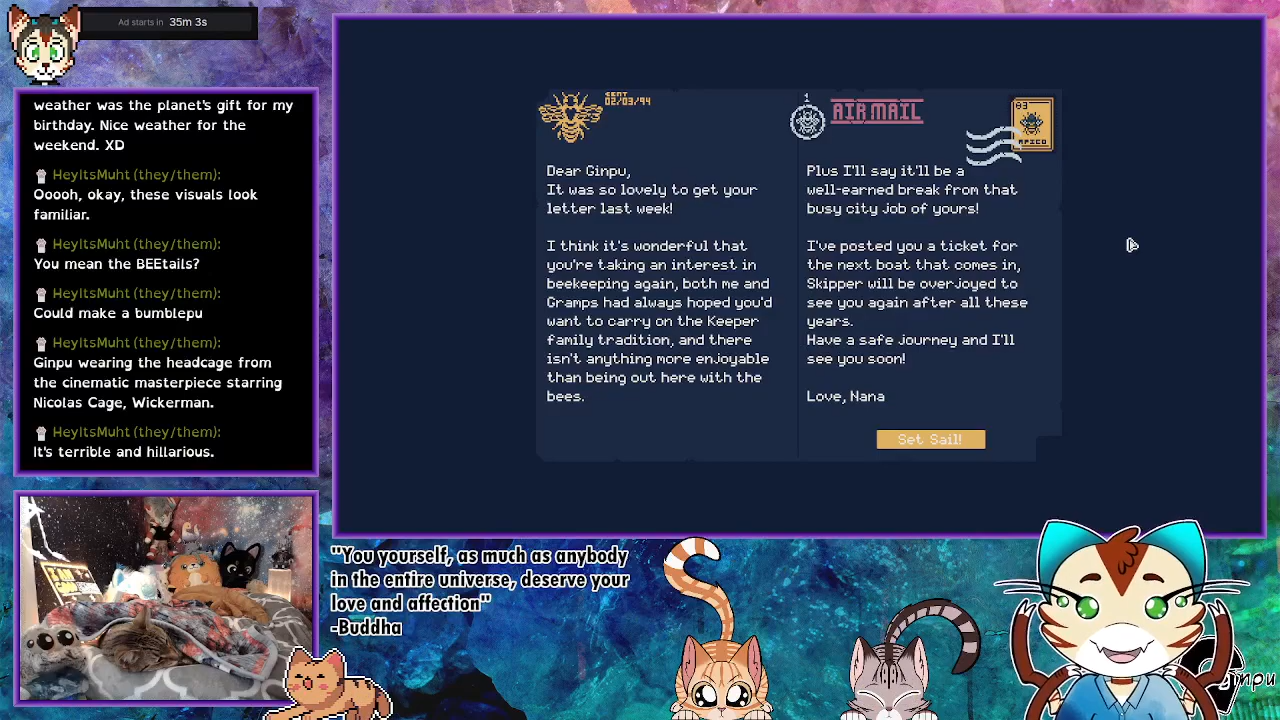 Ad starts in 35m 3s
weather was the planet's gift for my
birthday. Nice weather for the
weekend. XD
HeyItsMuht (they/them):
Ooooh, okay, these visuals look
familiar.
HeyItsMuht (they/them):
You mean the BEEtails?
HeyItsMuht (they/them):
Could make a bumblepu
HeyItsMuht (they/them):
Ginpu wearing the headcage from
the cinematic masterpiece starring
Nicolas Cage, Wickerman.
HeyItsMuht (they/them):
It's terrible and hillarious.
SENT
02/03/94
Dear Ginpu,
It was so lovely to get your
letter last week!
I think it's wonderful that
you're taking an interest in
beekeeping again, both me and
Gramps had always hoped you'd
want to carry on the Keeper
family tradition, and there
isn't anything more enjoyable
than being out here with the
bees.
1
AIR MAIL
03
APICO
Plus I'll say it'll be a
well-earned break from that
busy city job of yours!
I've posted you a ticket for
the next boat that comes in,
Skipper will be overjoyed to
see you again after all these
years.
Have a safe journey and I'll
see you soon!
Love, Nana
Set Sail!
"You yourself, as much as anybody
in the entire universe, deserve your
love and affection"
-Buddha